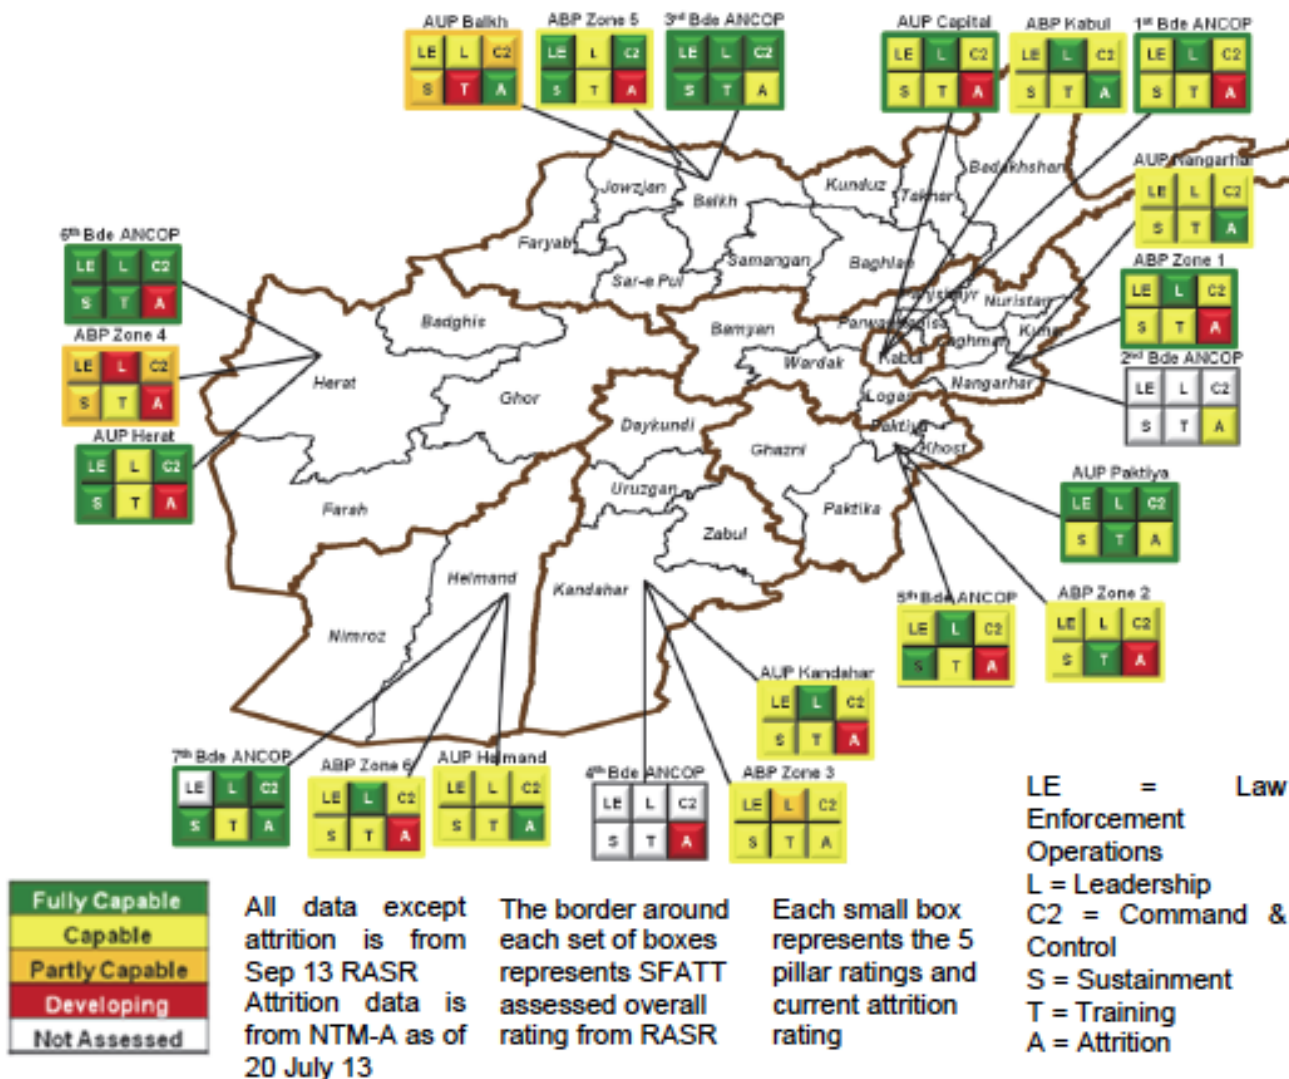 AUP Balkh
LE L C2
S T A
ABP Zone 5
LE L C2
S T A
3rd Bde ANCOP
LE L C2
S T A
AUP Capital
LE L C2
S T A
ABP Kabul
LE L C2
S T A
1st Bde ANCOP
LE L C2
S T A
AUP Nangarhar
LE L C2
S T A
ABP Zone 1
LE L C2
S T A
2nd Bde ANCOP
LE L C2
S T A
6th Bde ANCOP
LE L C2
S T A
ABP Zone 4
LE L C2
S T A
AUP Herat
LE L C2
S T A
Jowzjan
Balkh
Kunduz
Takhar
Badakhshan
Faryab
Sar-e Pul
Samangan
Baghlan
Badghis
Herat
Ghor
Bamyan
Wardak
Panjshayr
Nuristan
Parwan
Kapisa
Laghman
Kunar
Kabul
Nangarhar
Logar
Paktiya
Khost
Daykundi
Ghazni
Uruzgan
Paktika
Farah
Zabul
Helmand
Kandahar
Nimroz
AUP Paktiya
LE L C2
S T A
5th Bde ANCOP
LE L C2
S T A
ABP Zone 2
LE L C2
S T A
AUP Kandahar
LE L C2
S T A
7th Bde ANCOP
LE L C2
S T A
ABP Zone 6
LE L C2
S T A
AUP Helmand
LE L C2
S T A
4th Bde ANCOP
LE L C2
S T A
ABP Zone 3
LE L C2
S T A
Fully Capable
Capable
Partly Capable
Developing
Not Assessed
All data except
attrition is from
Sep 13 RASR
Attrition data is
from NTM-A as of
20 July 13
The border around
each set of boxes
represents SFATT
assessed overall
rating from RASR
Each small box
represents the 5
pillar ratings and
current attrition
rating
LE = Law
Enforcement
Operations
L = Leadership
C2 = Command &
Control
S = Sustainment
T = Training
A = Attrition